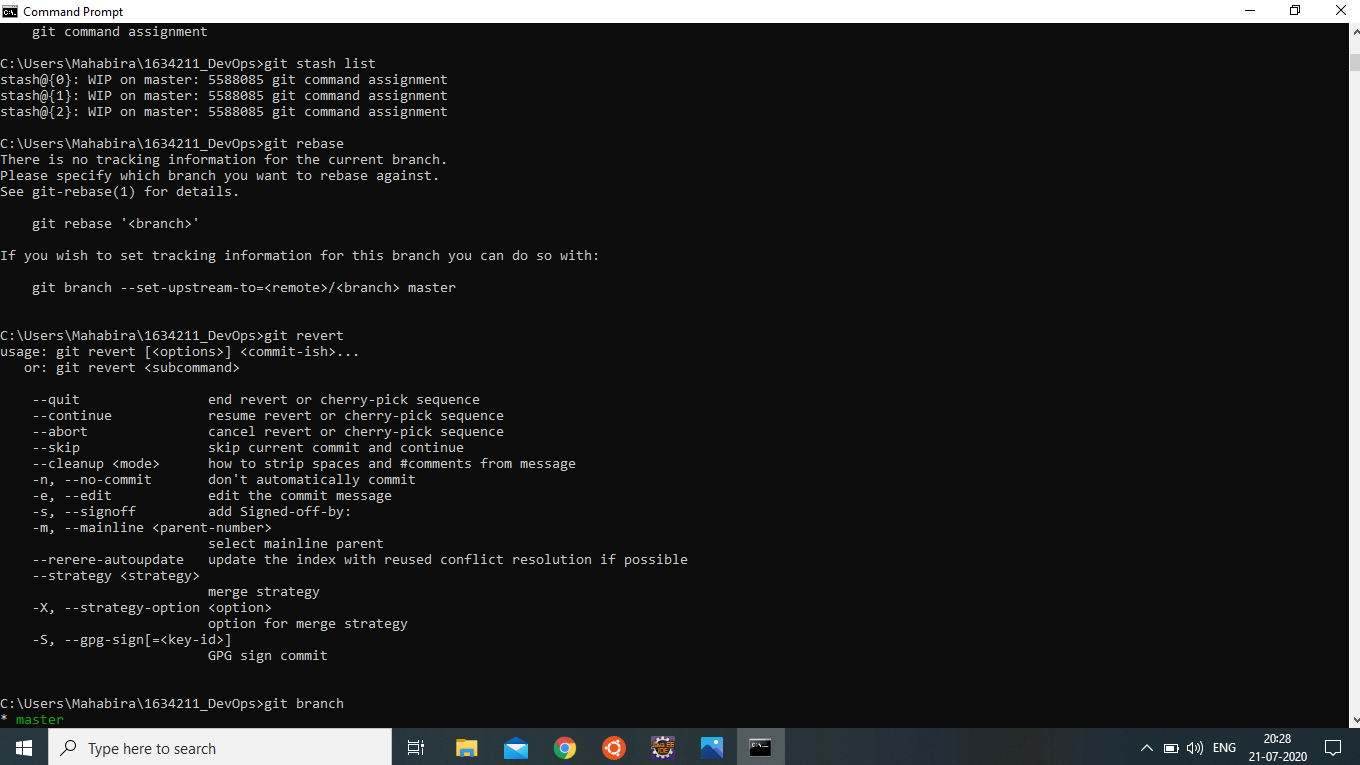 Command Prompt
    git command assignment

C:\Users\Mahabira\1634211_DevOps>git stash list
stash@{0}: WIP on master: 5588085 git command assignment
stash@{1}: WIP on master: 5588085 git command assignment
stash@{2}: WIP on master: 5588085 git command assignment

C:\Users\Mahabira\1634211_DevOps>git rebase
There is no tracking information for the current branch.
Please specify which branch you want to rebase against.
See git-rebase(1) for details.

    git rebase '<branch>'

If you wish to set tracking information for this branch you can do so with:

    git branch --set-upstream-to=<remote>/<branch> master


C:\Users\Mahabira\1634211_DevOps>git revert
usage: git revert [<options>] <commit-ish>...
   or: git revert <subcommand>

    --quit                end revert or cherry-pick sequence
    --continue            resume revert or cherry-pick sequence
    --abort               cancel revert or cherry-pick sequence
    --skip                skip current commit and continue
    --cleanup <mode>      how to strip spaces and #comments from message
    -n, --no-commit       don't automatically commit
    -e, --edit            edit the commit message
    -s, --signoff         add Signed-off-by:
    -m, --mainline <parent-number>
                          select mainline parent
    --rerere-autoupdate   update the index with reused conflict resolution if possible
    --strategy <strategy>
                          merge strategy
    -X, --strategy-option <option>
                          option for merge strategy
    -S, --gpg-sign[=<key-id>]
                          GPG sign commit


C:\Users\Mahabira\1634211_DevOps>git branch
* master
Type here to search
JAVA EE
IDE
ENG
20:28
21-07-2020